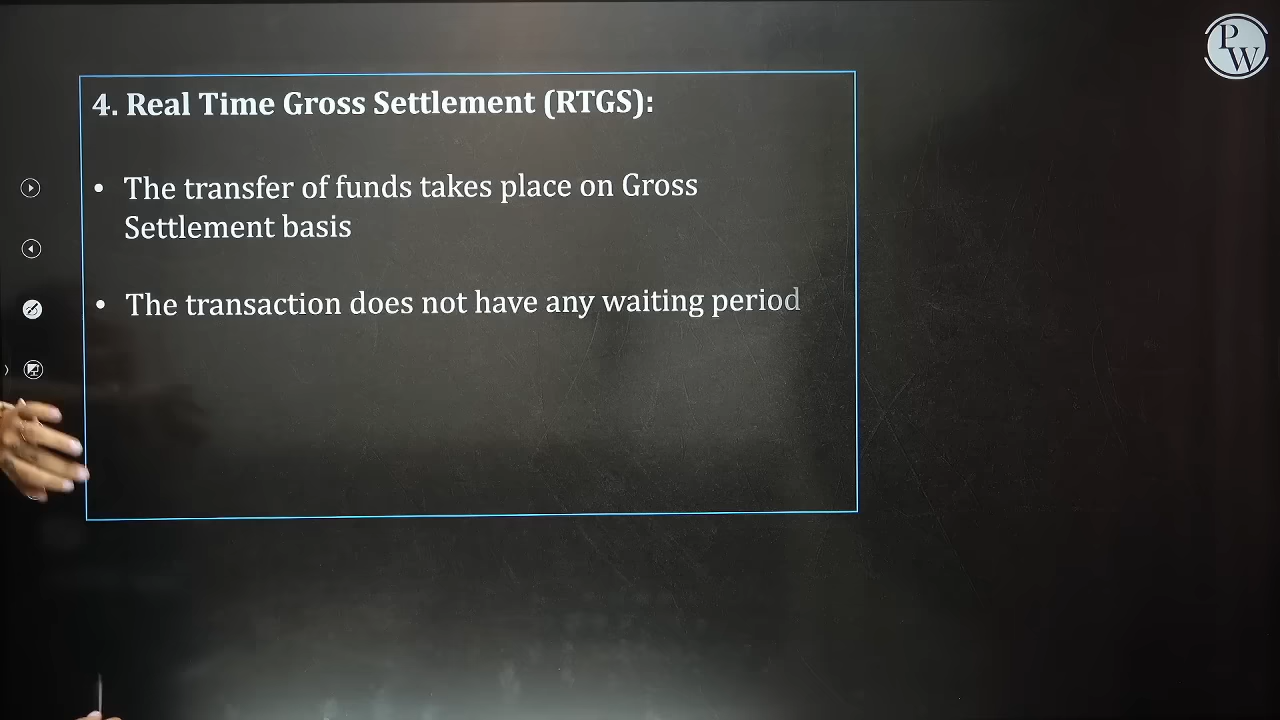 PW
4. Real Time Gross Settlement (RTGS):
• The transfer of funds takes place on Gross
Settlement basis
• The transaction does not have any waiting period